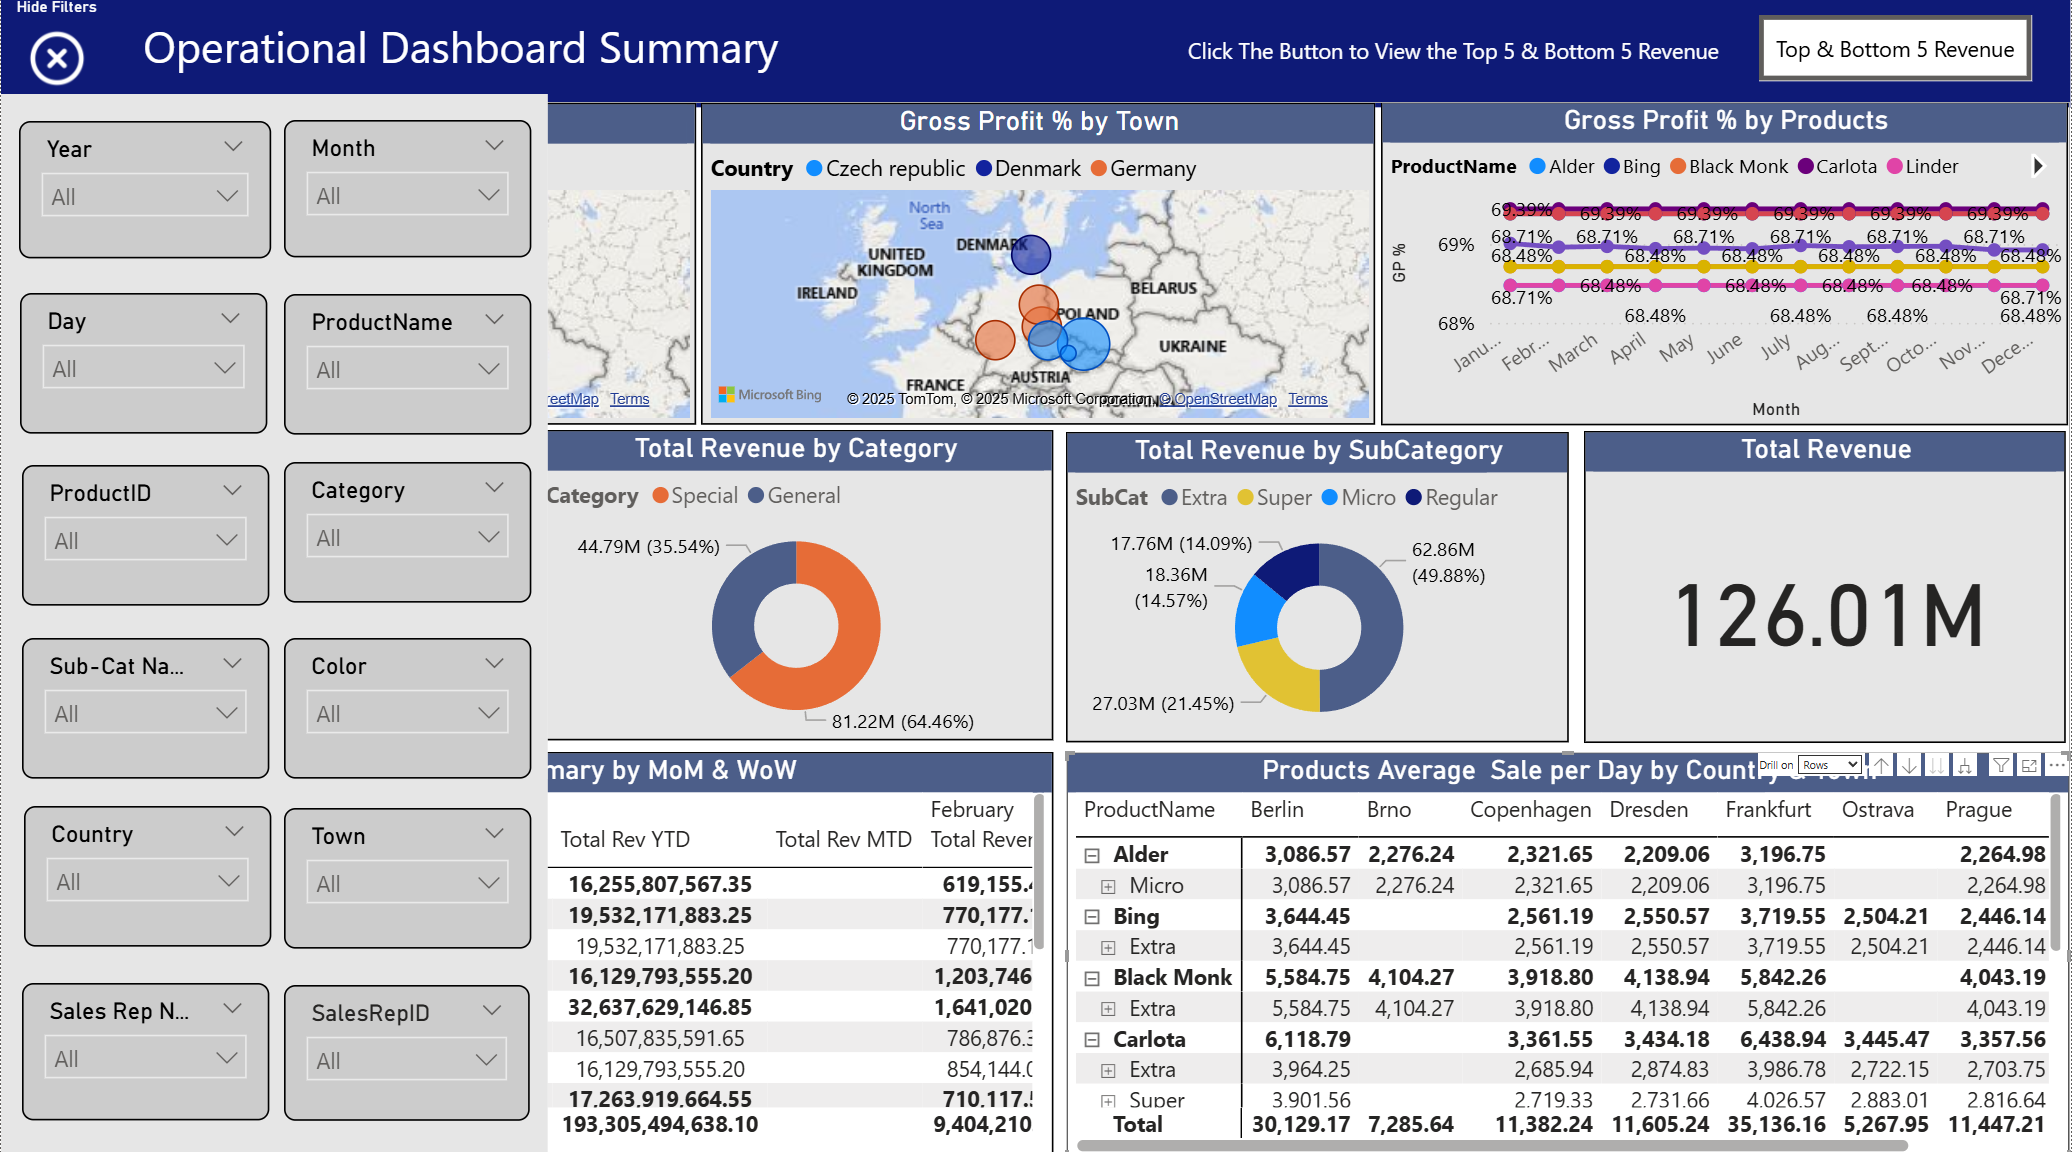 Hide Filters
Operational Dashboard Summary
Click The Button to View the Top 5 & Bottom 5 Revenue
Top & Bottom 5 Revenue
Year
All
Month
All
Day
All
ProductName
All
ProductID
All
Category
All
Sub-Cat Na...
All
Color
All
Country
All
Town
All
Sales Rep N...
All
SalesRepID
All
reetMap Terms
Gross Profit % by Town
Country Czech republic Denmark Germany
North
Sea
DENMARK
UNITED
KINGDOM
IRELAND
BELARUS
POLAND
UKRAINE
AUSTRIA
FRANCE
Microsoft Bing
© 2025 TomTom, © 2025 Microsoft Corporation, © OpenStreetMap Terms
Gross Profit % by Products
ProductName Alder Bing Black Monk Carlota Linder
69.39% 69.39% 69.39% 69.39% 69.39% 69.39%
68.71% 68.71% 68.71% 68.71% 68.71% 68.71%
69%
68.48% 68.48% 68.48% 68.48% 68.48% 68.48%
GP %
68.48% 68.48% 68.48% 68.48%
68.71% 68.71%
68.48% 68.48% 68.48% 68.48%
68%
Janu... Febr... March April May June July Aug... Sept... Octo... Nov... Dece...
Month
Total Revenue by Category
Category Special General
44.79M (35.54%)
81.22M (64.46%)
Total Revenue by SubCategory
SubCat Extra Super Micro Regular
17.76M (14.09%)
62.86M
(49.88%)
18.36M
(14.57%)
27.03M (21.45%)
Total Revenue
126.01M
mary by MoM & WoW
February
Total Rev YTD Total Rev MTD Total Rever
16,255,807,567.35 619,155.4
19,532,171,883.25 770,177.1
19,532,171,883.25 770,177.1
16,129,793,555.20 1,203,746
32,637,629,146.85 1,641,020
16,507,835,591.65 786,876.3
16,129,793,555.20 854,144.0
17,263,919,664.55 710,117.5
193,305,494,638.10 9,404,210
Products Average Sale per Day by Country & Town
Drill on Rows
ProductName Berlin Brno Copenhagen Dresden Frankfurt Ostrava Prague
Alder 3,086.57 2,276.24 2,321.65 2,209.06 3,196.75 2,264.98
Micro 3,086.57 2,276.24 2,321.65 2,209.06 3,196.75 2,264.98
Bing 3,644.45 2,561.19 2,550.57 3,719.55 2,504.21 2,446.14
Extra 3,644.45 2,561.19 2,550.57 3,719.55 2,504.21 2,446.14
Black Monk 5,584.75 4,104.27 3,918.80 4,138.94 5,842.26 4,043.19
Extra 5,584.75 4,104.27 3,918.80 4,138.94 5,842.26 4,043.19
Carlota 6,118.79 3,361.55 3,434.18 6,438.94 3,445.47 3,357.56
Extra 3,964.25 2,685.94 2,874.83 3,986.78 2,722.15 2,703.75
Super 3,901.56 2,719.33 2,731.66 4,026.57 2,883.01 2,816.64
Total 30,129.17 7,285.64 11,382.24 11,605.24 35,136.16 5,267.95 11,447.21